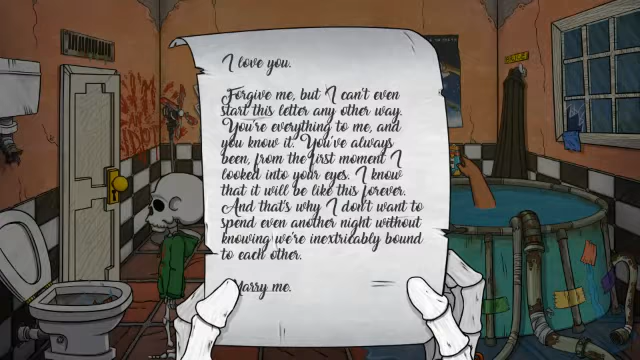 I love you.
Forgive me, but I can't even
start this letter any other way.
You're everything to me, and
you know it. You've always
been, from the first moment I
looked into your eyes. I know
that it will be like this forever.
And that's why I don't want to
spend even another night without
knowing we're inextricably bound
to each other.
Marry me.